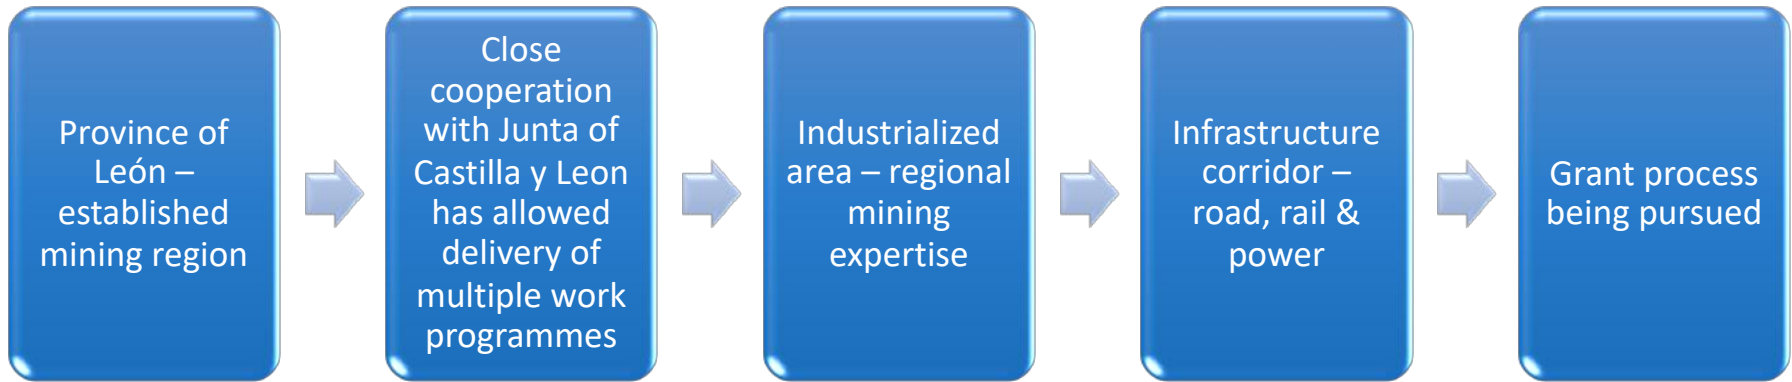 Province of
León –
established
mining region
Close
cooperation
with Junta of
Castilla y Leon
has allowed
delivery of
multiple work
programmes
Industrialized
area – regional
mining
expertise
Infrastructure
corridor –
road, rail &
power
Grant process
being pursued